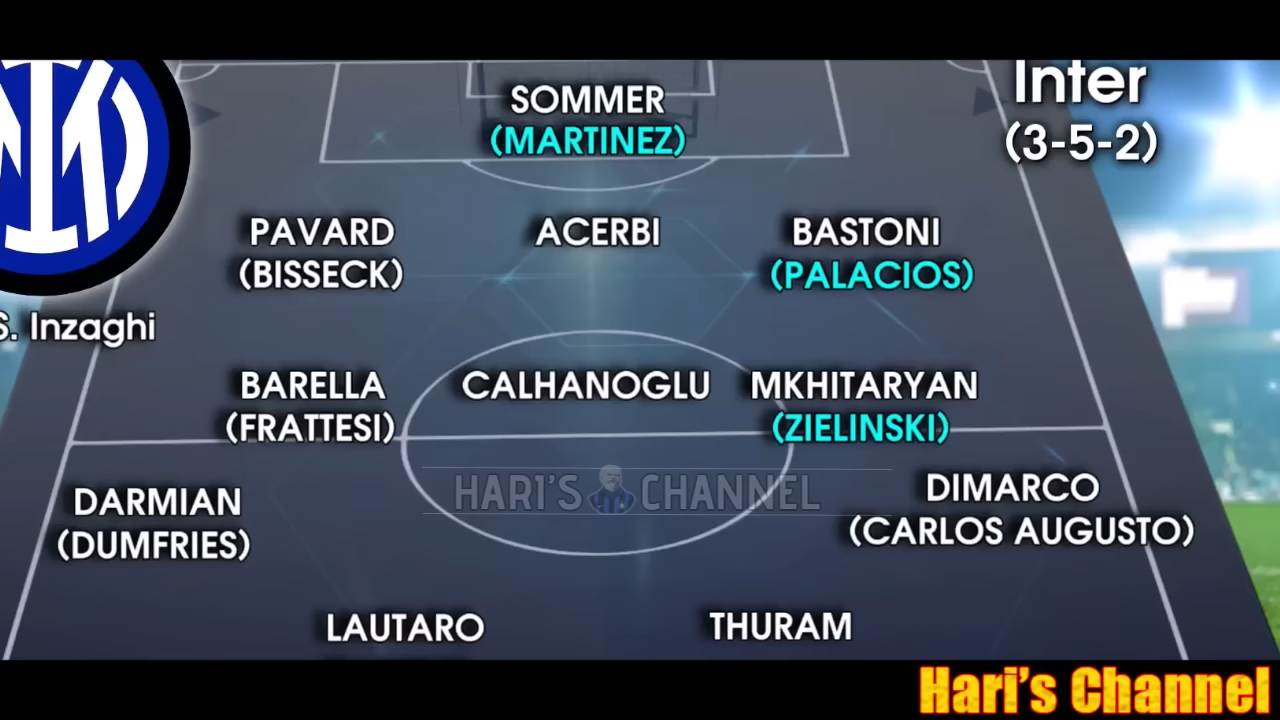 Inter
(3-5-2)
SOMMER
(MARTINEZ)
PAVARD
(BISSECK)
ACERBI
BASTONI
(PALACIOS)
S. Inzaghi
BARELLA
(FRATTESI)
CALHANOGLU
MKHITARYAN
(ZIELINSKI)
HARI'S CHANNEL
DARMIAN
(DUMFRIES)
DIMARCO
(CARLOS AUGUSTO)
LAUTARO
THURAM
Hari's Channel